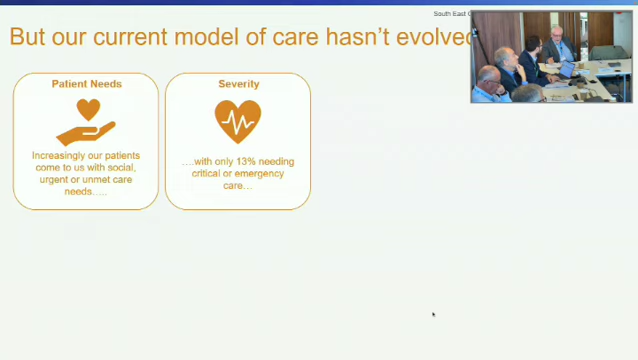 South East
But our current model of care hasn't evolved
Patient Needs
Increasingly our patients
come to us with social,
urgent or unmet care
needs.....
Severity
....with only 13% needing
critical or emergency
care...